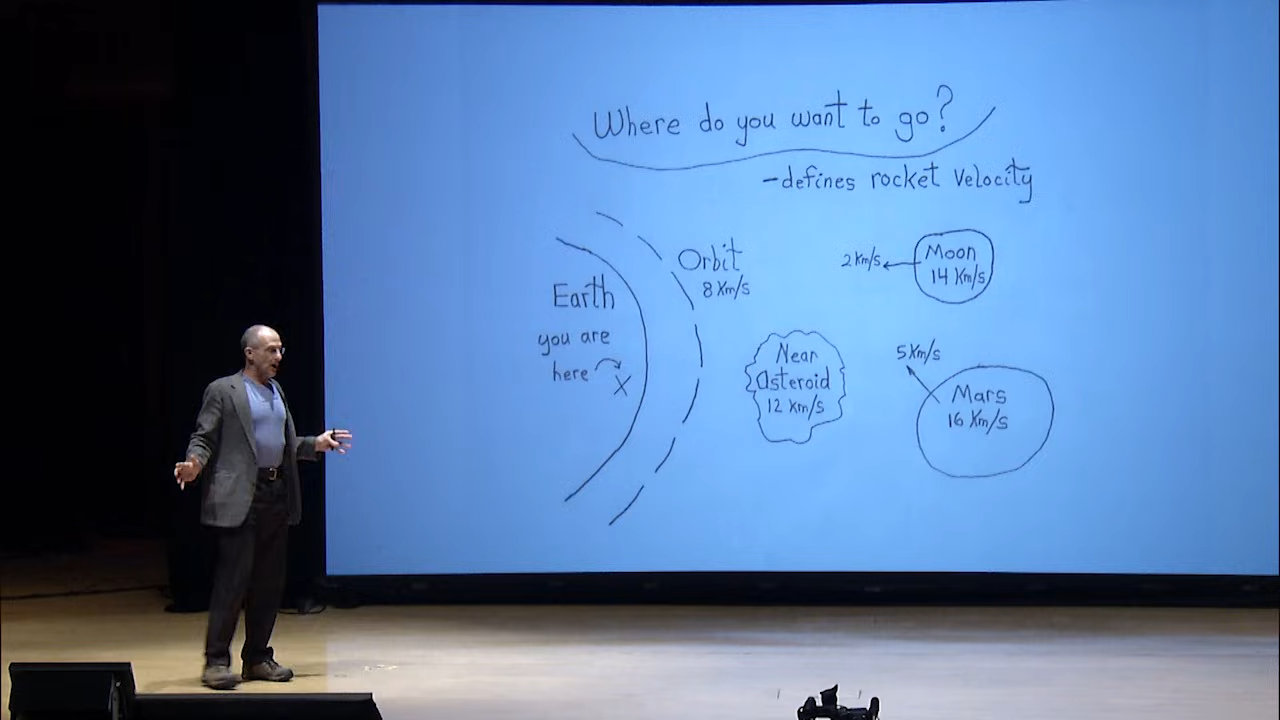 Where do you want to go?
-defines rocket velocity
Earth
you are
here
X
Orbit
8 Km/s
Near
Asteroid
12 Km/s
2 Km/s
Moon
14 Km/s
5 Km/s
Mars
16 Km/s